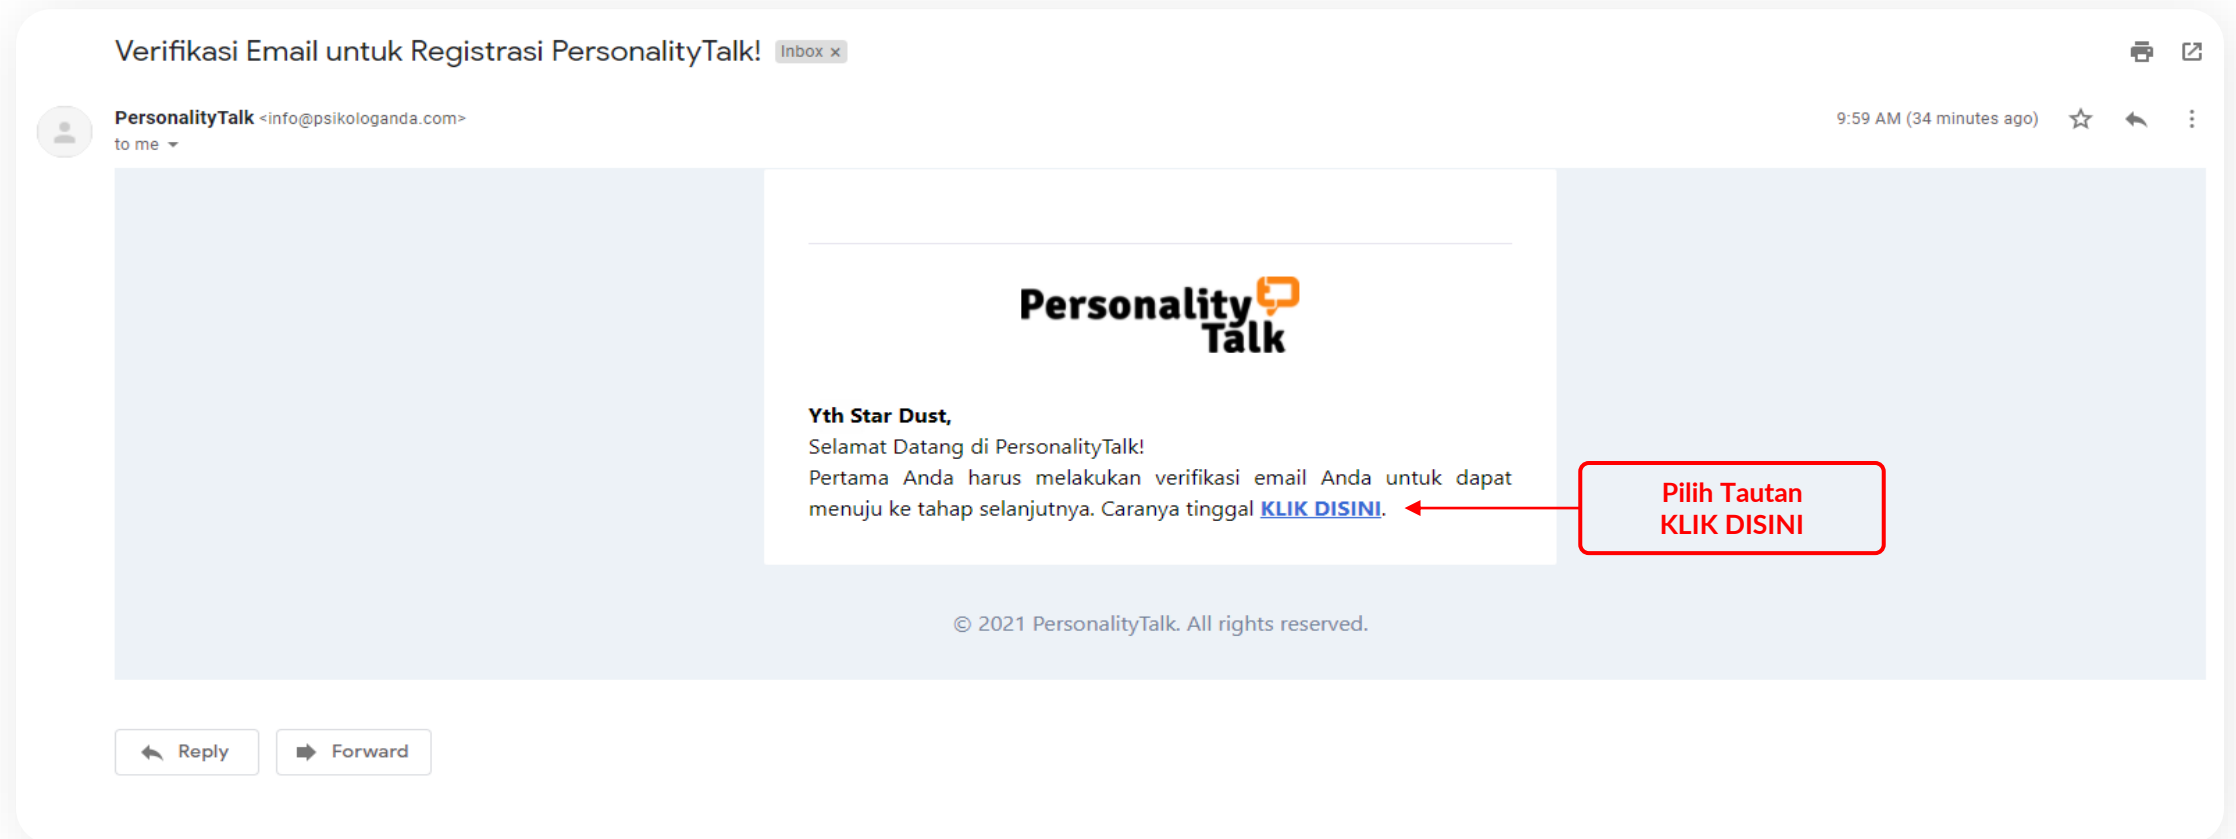 Verifikasi Email untuk Registrasi PersonalityTalk! Inbox x
PersonalityTalk <info@psikologanda.com>
9:59 AM (34 minutes ago)
to me
Personality
Talk
Yth Star Dust,
Selamat Datang di PersonalityTalk!
Pertama Anda harus melakukan verifikasi email Anda untuk dapat
menuju ke tahap selanjutnya. Caranya tinggal KLIK DISINI.
Pilih Tautan
KLIK DISINI
© 2021 PersonalityTalk. All rights reserved.
Reply
Forward